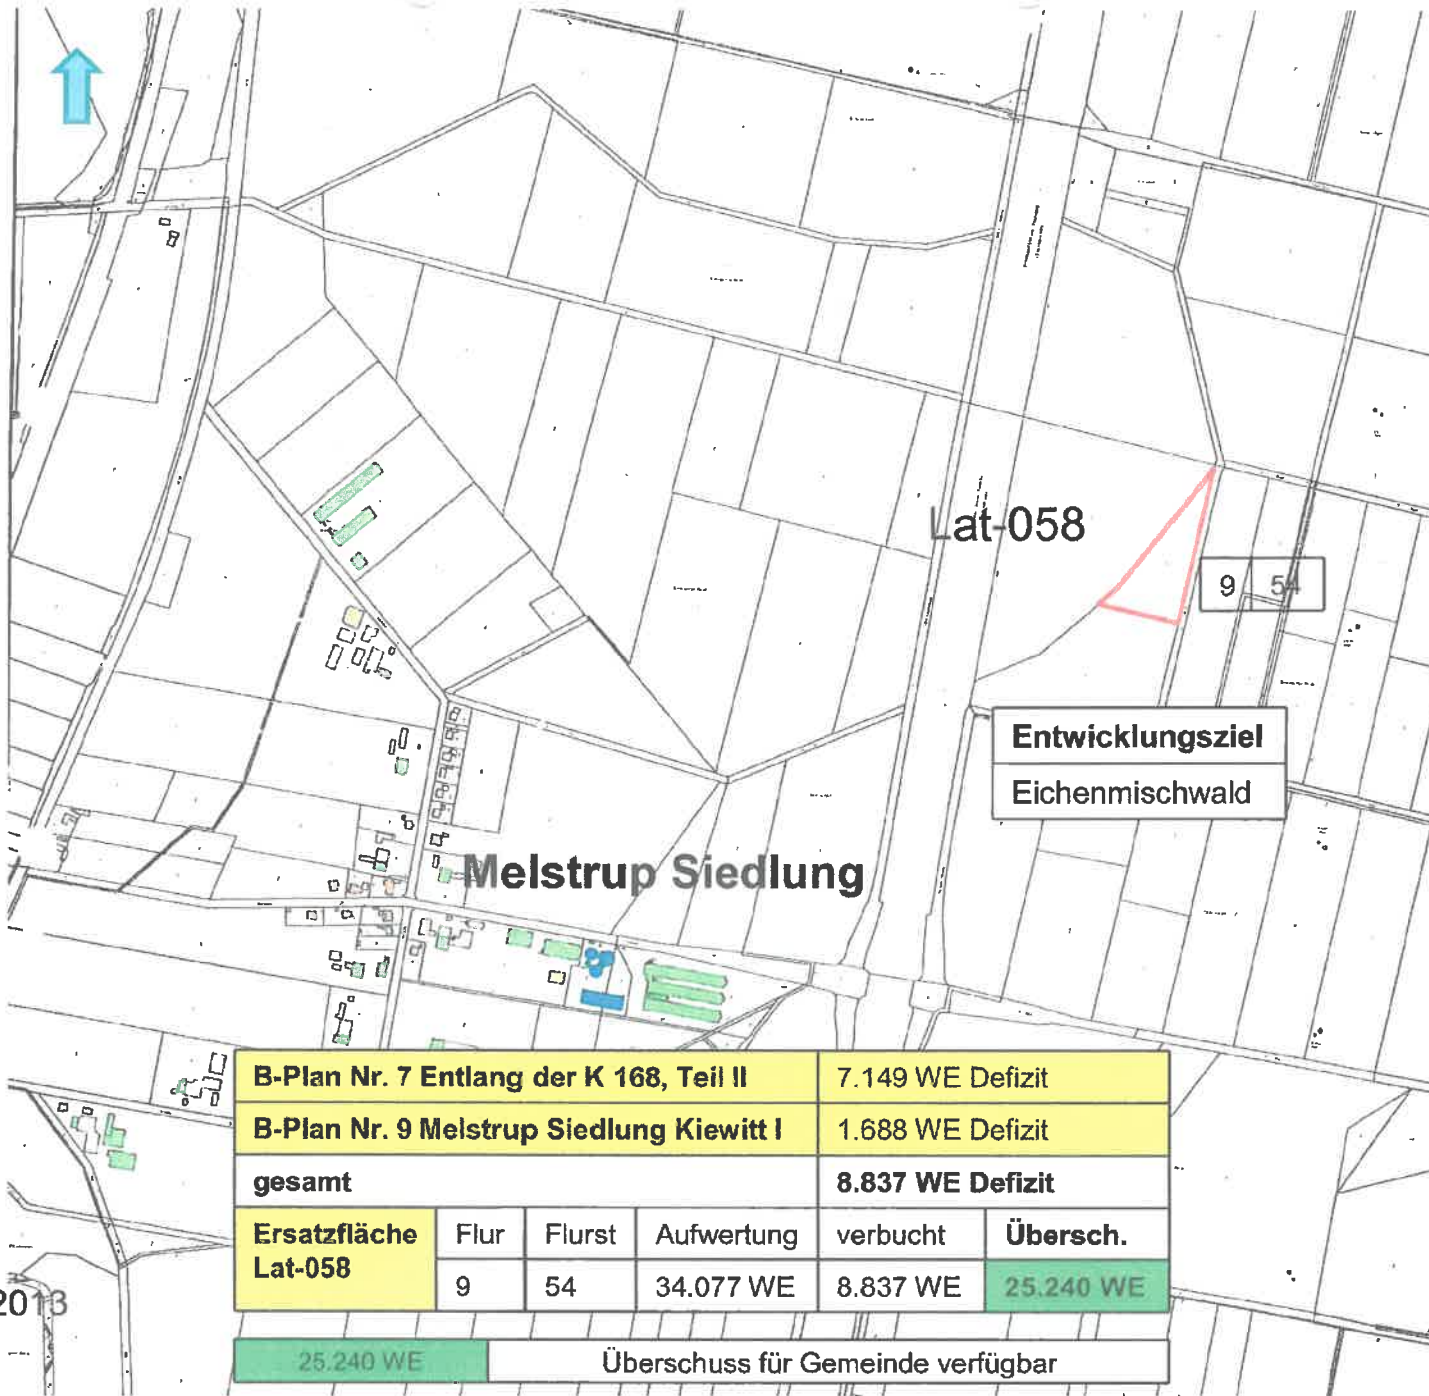 Lat-058
9 54
Entwicklungsziel
Eichenmischwald
Melstrup Siedlung
B-Plan Nr. 7 Entlang der K 168, Teil II 7.149 WE Defizit
B-Plan Nr. 9 Melstrup Siedlung Kiewitt I 1.688 WE Defizit
gesamt 8.837 WE Defizit
Ersatzfläche Lat-058 Flur Flurst Aufwertung verbucht Übersch.
9 54 34.077 WE 8.837 WE 25.240 WE
2013
25.240 WE Überschuss für Gemeinde verfügbar